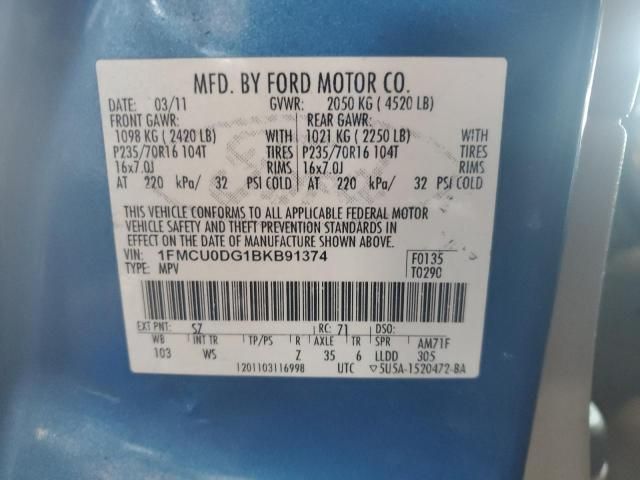 MFD. BY FORD MOTOR CO.
DATE: 03/11 GVWR: 2050 KG ( 4520 LB)
FRONT GAWR: REAR GAWR:
1098 KG ( 2420 LB) WITH 1021 KG ( 2250 LB) WITH
P235/70R16 104T TIRES P235/70R16 104T TIRES
16x7.0J RIMS 16x7.0J RIMS
AT 220 kPa/ 32 PSI COLD AT 220 kPa/ 32 PSI COLD
THIS VEHICLE CONFORMS TO ALL APPLICABLE FEDERAL MOTOR
VEHICLE SAFETY AND THEFT PREVENTION STANDARDS IN
EFFECT ON THE DATE OF MANUFACTURE SHOWN ABOVE.
VIN: 1FMCU0DG1BKB91374 F0135
TYPE: MPV T0290
EXT PNT: SZ RC: 71 DSO:
WB INT TR TP/PS R AXLE TR SPR AM71F
103 WS Z 35 6 LLDD 305
1201103116998 UTC ▽5U5A-1520472-BA